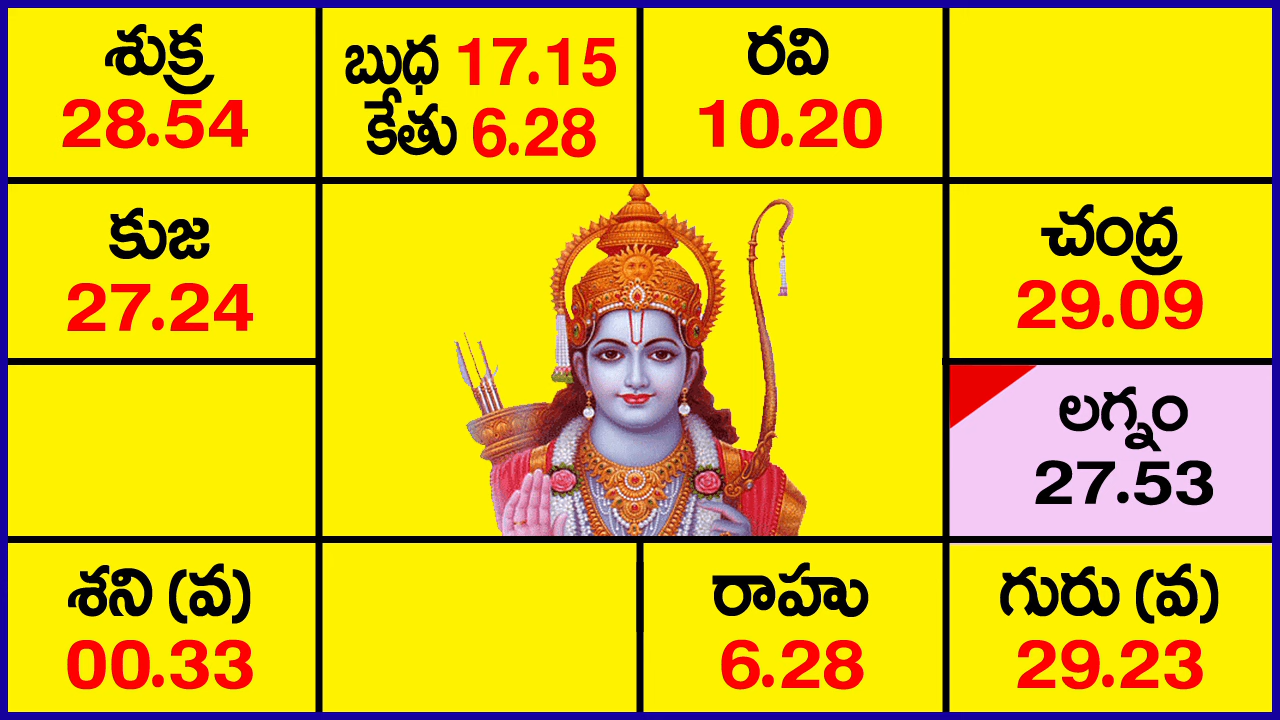 శుక్ర
28.54
బుధ 17.15
కేతు 6.28
రవి
10.20
కుజ
27.24
చంద్ర
29.09
లగ్నం
27.53
శని (వ)
00.33
రాహు
6.28
గురు (వ)
29.23